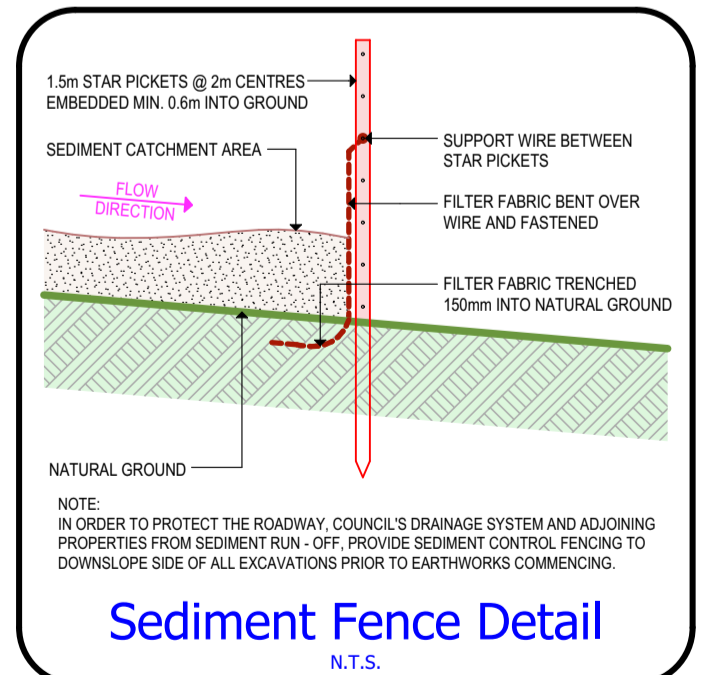 1.5m STAR PICKETS @ 2m CENTRES
EMBEDDED MIN. 0.6m INTO GROUND
SEDIMENT CATCHMENT AREA
FLOW
DIRECTION
SUPPORT WIRE BETWEEN
STAR PICKETS
FILTER FABRIC BENT OVER
WIRE AND FASTENED
FILTER FABRIC TRENCHED
150mm INTO NATURAL GROUND
NATURAL GROUND
NOTE:
IN ORDER TO PROTECT THE ROADWAY, COUNCIL'S DRAINAGE SYSTEM AND ADJOINING
PROPERTIES FROM SEDIMENT RUN - OFF, PROVIDE SEDIMENT CONTROL FENCING TO
DOWNSLOPE SIDE OF ALL EXCAVATIONS PRIOR TO EARTHWORKS COMMENCING.
Sediment Fence Detail
N.T.S.